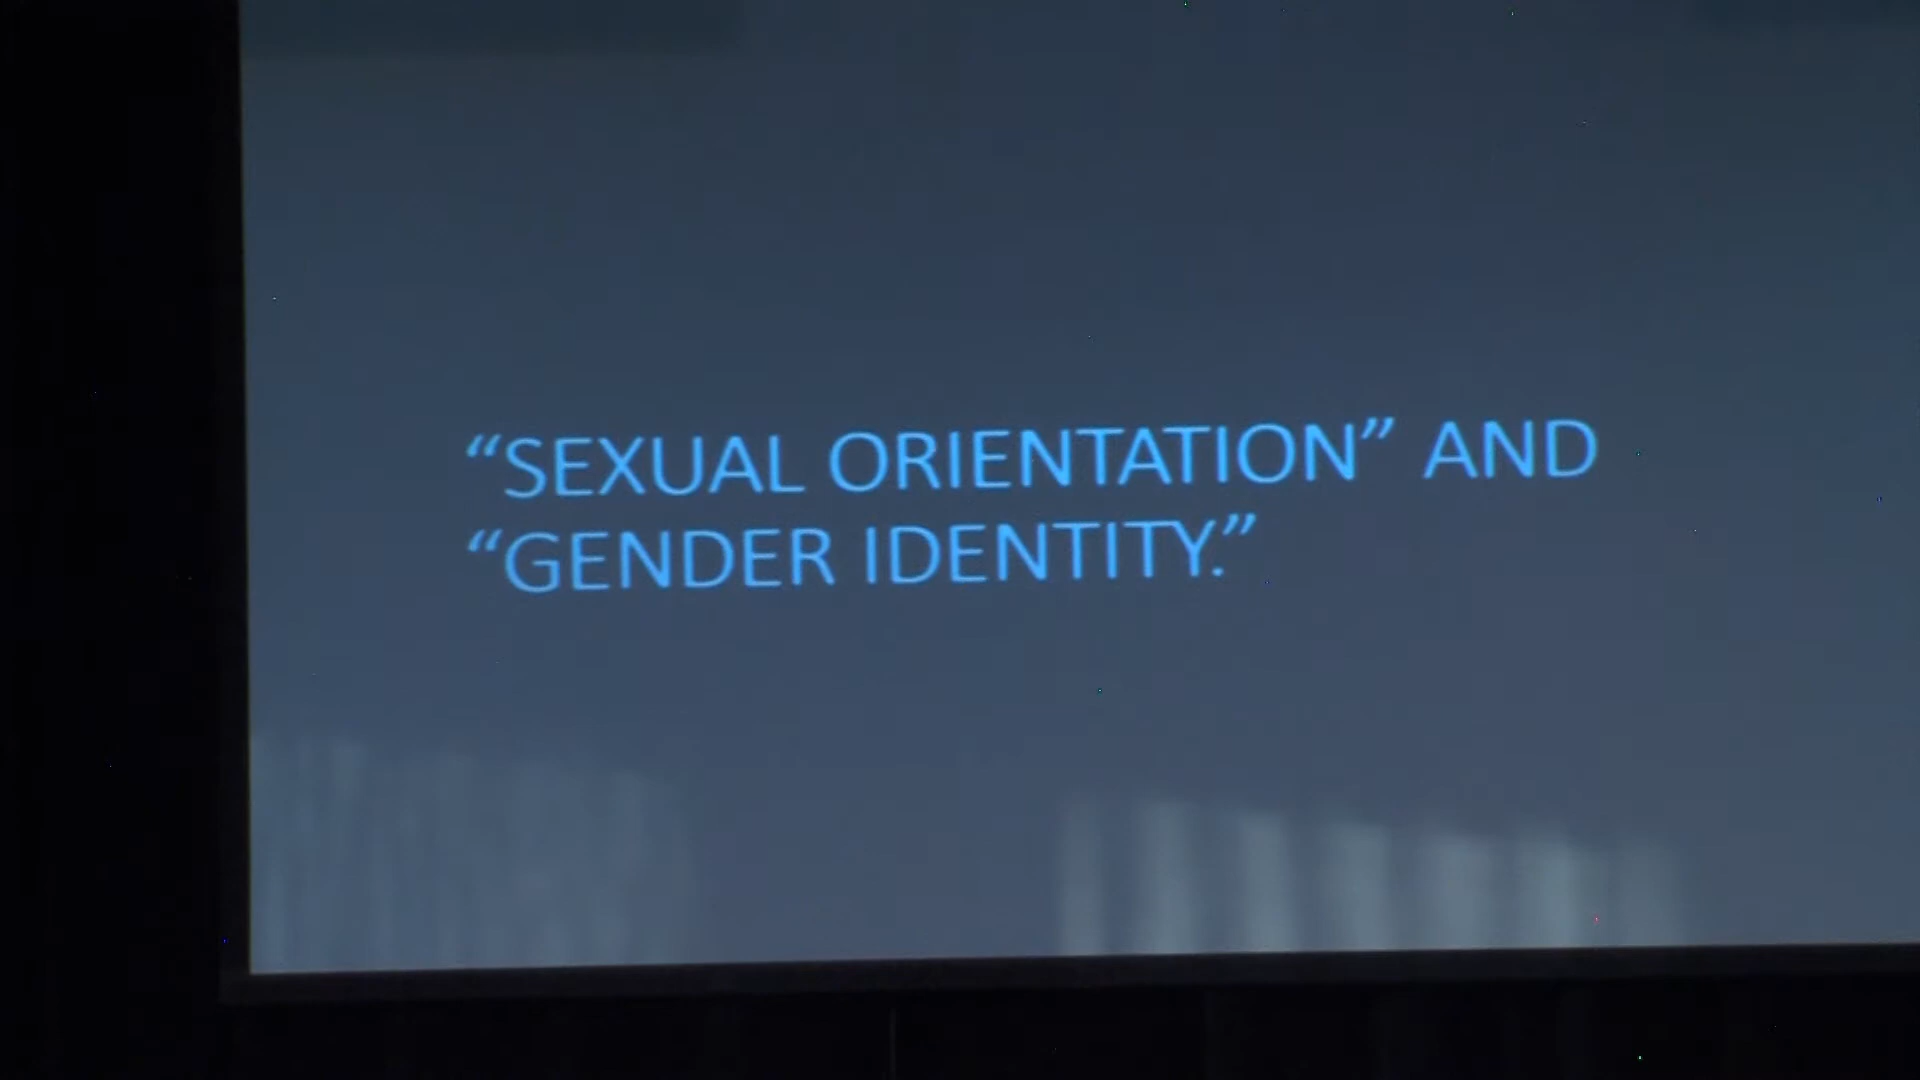 “SEXUAL ORIENTATION” AND
“GENDER IDENTITY.”